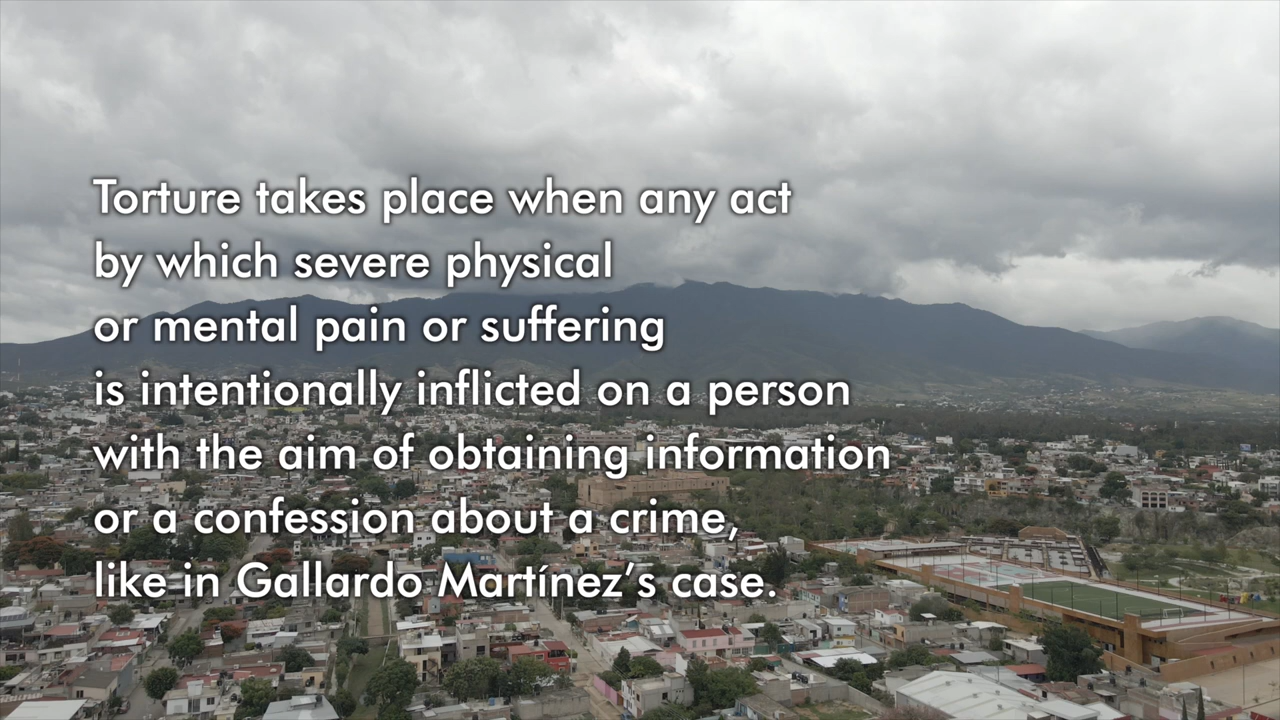 Torture takes place when any act
by which severe physical
or mental pain or suffering
is intentionally inflicted on a person
with the aim of obtaining information
or a confession about a crime,
like in Gallardo Martínez’s case.